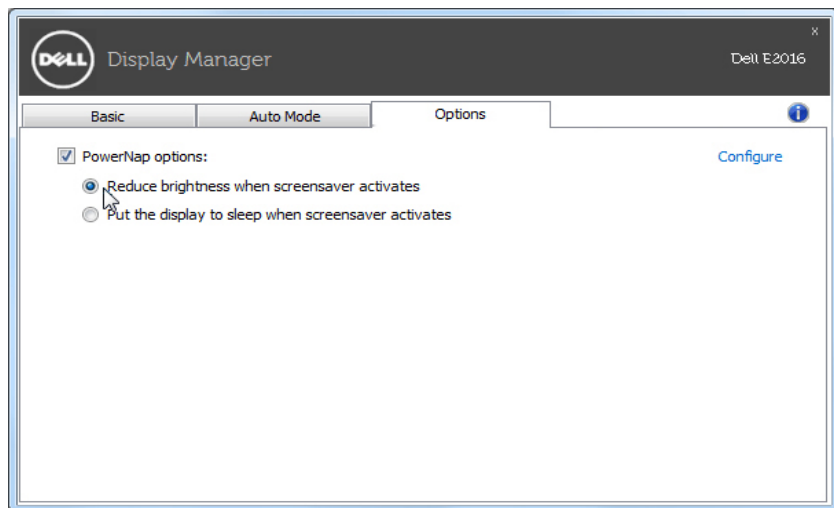 x
DELL Display Manager Dell E2016
Basic Auto Mode Options i
PowerNap options: Configure
Reduce brightness when screensaver activates
Put the display to sleep when screensaver activates